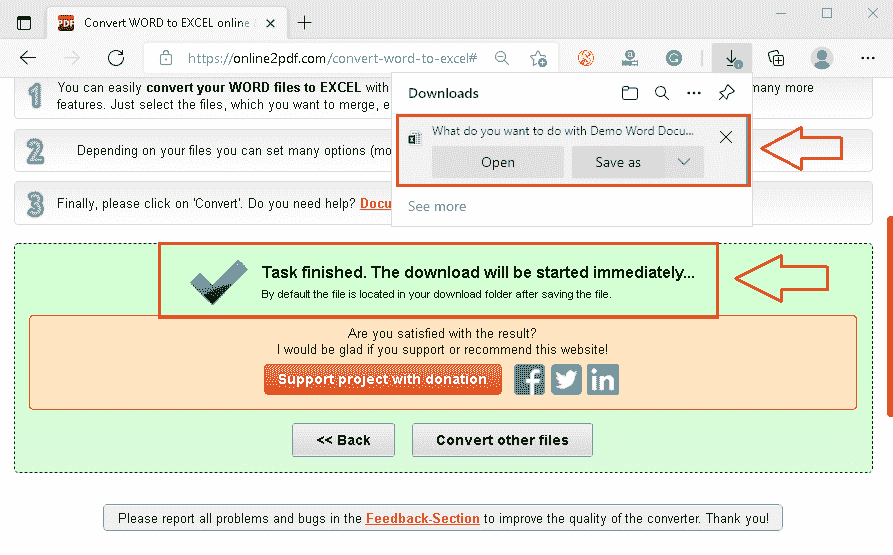 Convert WORD to EXCEL online &
https://online2pdf.com/convert-word-to-excel#
Downloads
What do you want to do with Demo Word Docu...
Open
Save as
See more
1
You can easily convert your WORD files to EXCEL with
many more
features. Just select the files, which you want to merge, e
2
Depending on your files you can set many options (mo
3
Finally, please click on 'Convert'. Do you need help? Docu
Task finished. The download will be started immediately...
By default the file is located in your download folder after saving the file.
Are you satisfied with the result?
I would be glad if you support or recommend this website!
Support project with donation
<< Back
Convert other files
Please report all problems and bugs in the Feedback-Section to improve the quality of the converter. Thank you!